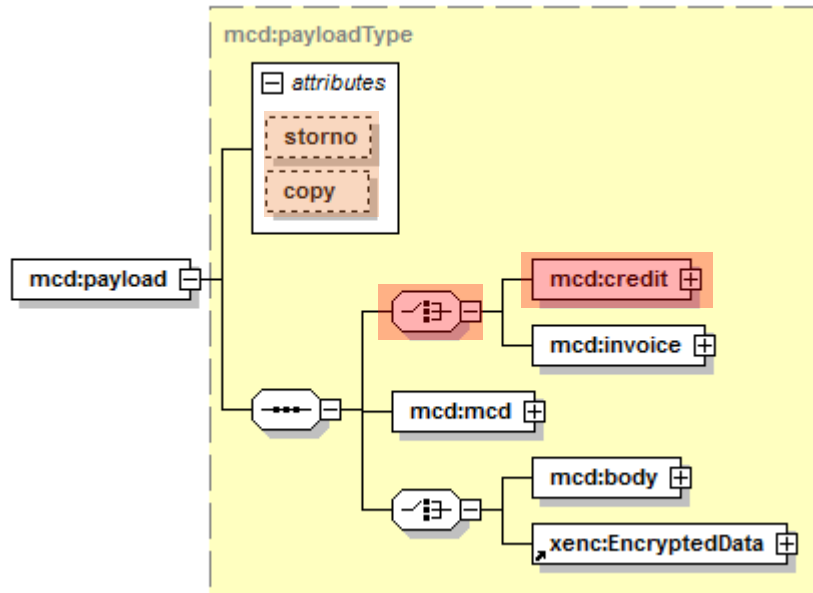 mcd:payloadType
attributes
storno
copy
mcd:payload
mcd:credit
mcd:invoice
mcd:mcd
mcd:body
xenc:EncryptedData